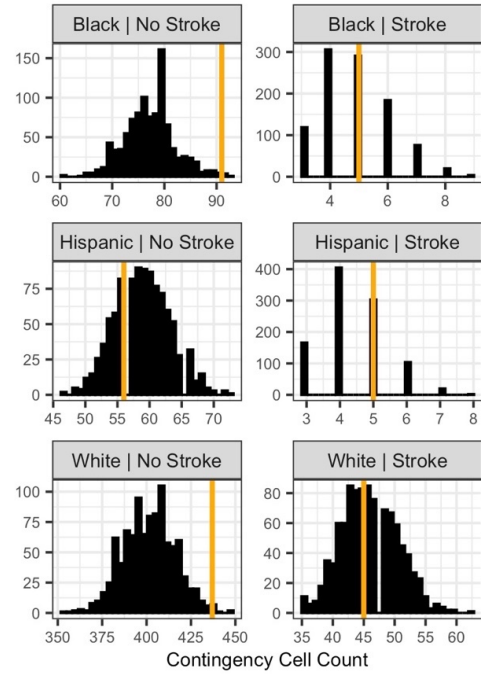 Black | No Stroke
Black | Stroke
150
100
50
0
60 70 80 90
300
200
100
0
4 6 8
Hispanic | No Stroke
Hispanic | Stroke
75
50
25
0
45 50 55 60 65 70
400
300
200
100
0
3 4 5 6 7 8
White | No Stroke
White | Stroke
100
75
50
25
0
350 375 400 425 450
80
60
40
20
0
35 40 45 50 55 60
Contingency Cell Count